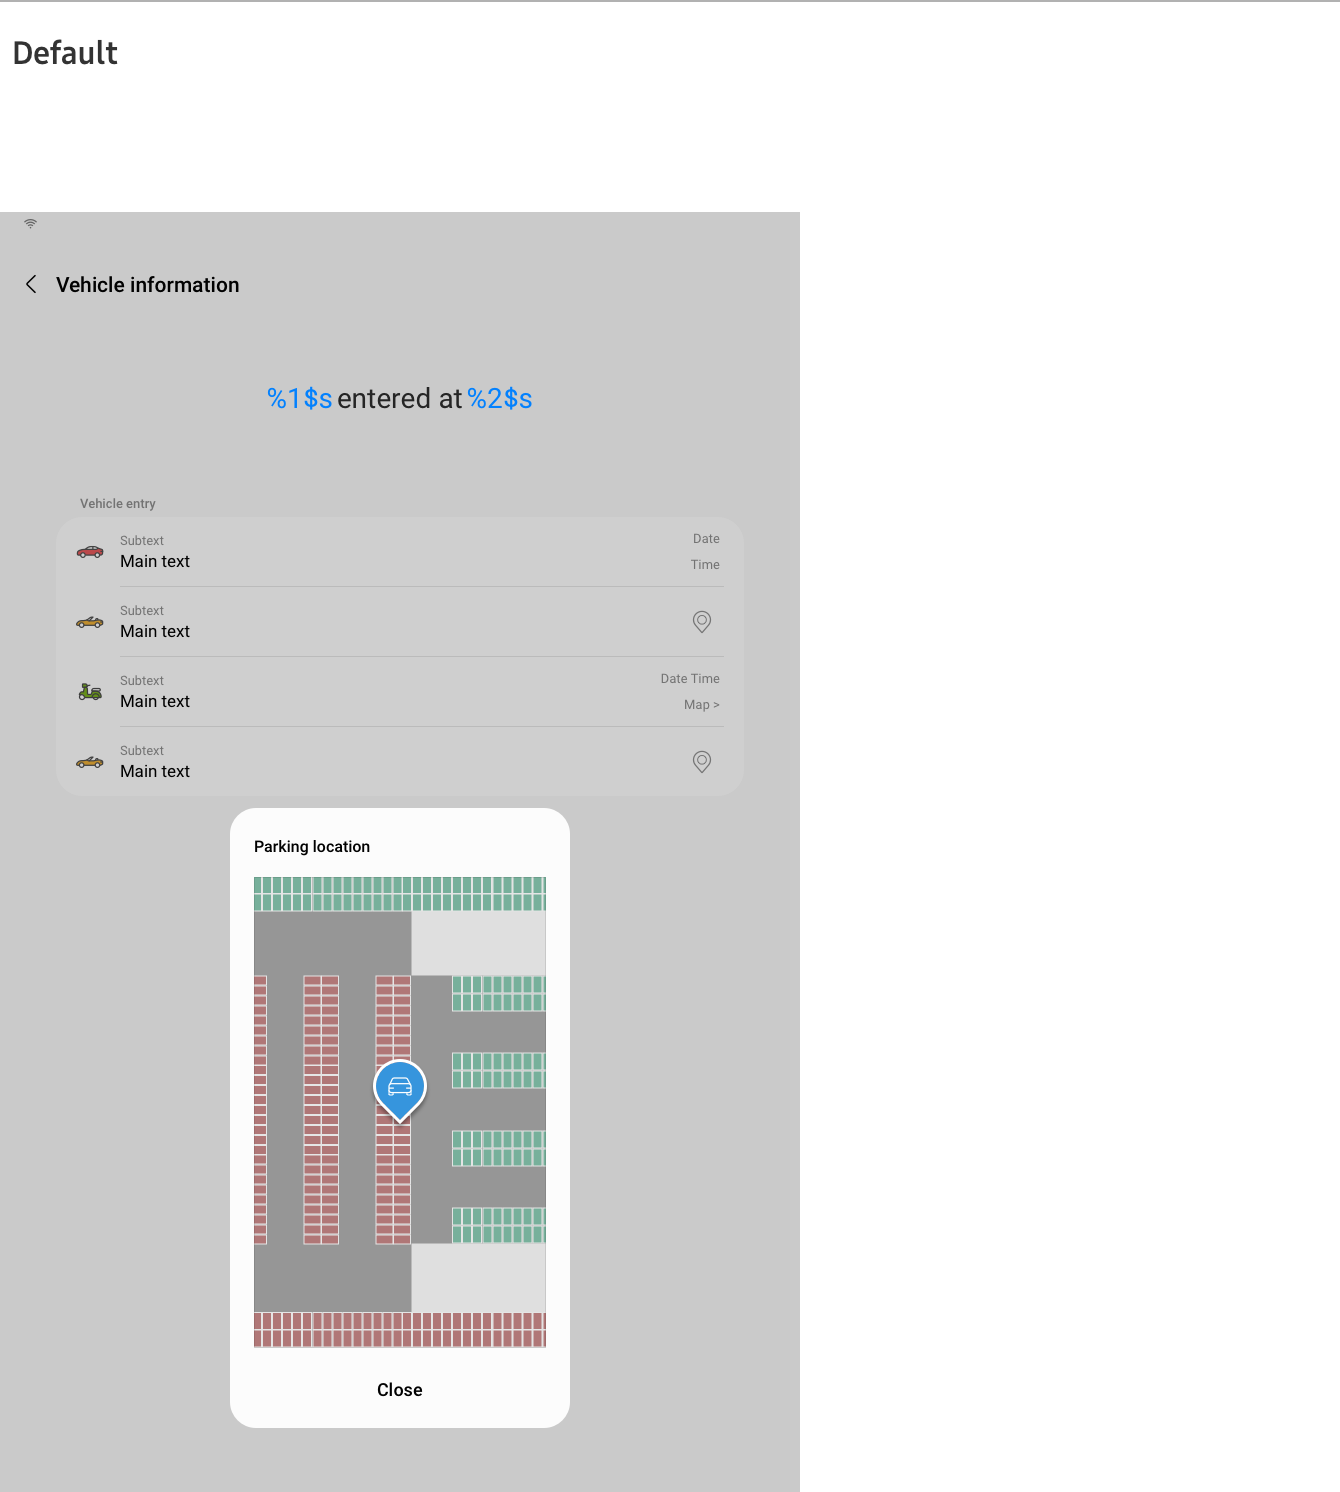 Default
Vehicle information
%1$s entered at %2$s
Vehicle entry
Subtext
Main text
Date
Time
Subtext
Main text
Subtext
Main text
Date Time
Map >
Subtext
Main text
Parking location
Close